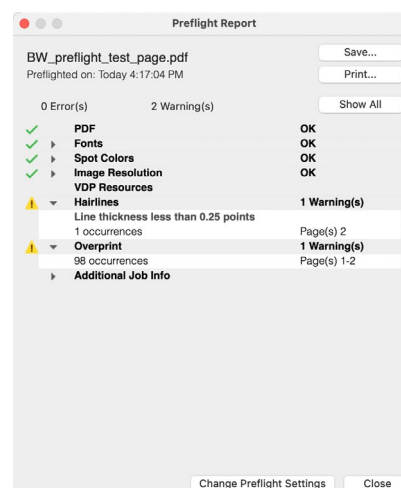 Preflight Report
BW_preflight_test_page.pdf
Save...
Preflighted on: Today 4:17:04 PM
Print...
0 Error(s) 2 Warning(s)
Show All
PDF OK
Fonts OK
Spot Colors OK
Image Resolution OK
VDP Resources
Hairlines 1 Warning(s)
Line thickness less than 0.25 points
1 occurrences Page(s) 2
Overprint 1 Warning(s)
98 occurrences Page(s) 1-2
Additional Job Info
Change Preflight Settings Close